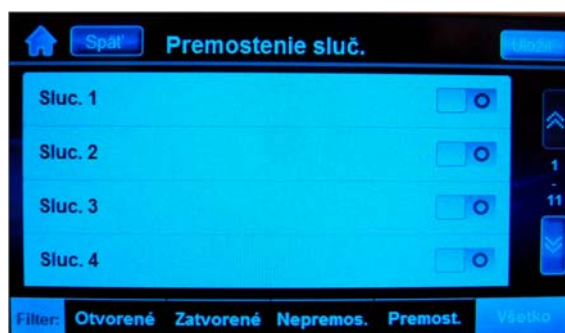 Späť Premostenie sluč. Uložiť
Sluc. 1
Sluc. 2
Sluc. 3
Sluc. 4
1
-
11
Filter: Otvorené Zatvorené Nepremos. Premost. Všetko